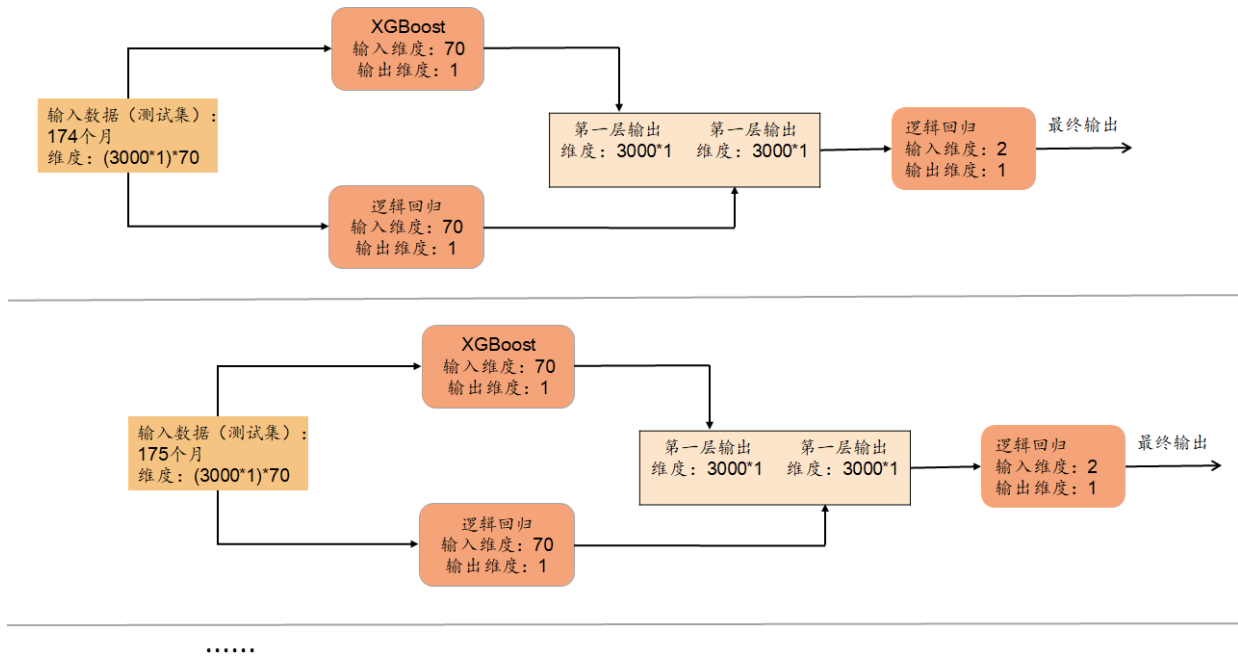 XGBoost
输入维度：70
输出维度：1
输入数据（测试集）：
174个月
维度：(3000*1)*70
逻辑回归
输入维度：70
输出维度：1
第一层输出
维度：3000*1
第一层输出
维度：3000*1
逻辑回归
输入维度：2
输出维度：1
最终输出
XGBoost
输入维度：70
输出维度：1
输入数据（测试集）：
175个月
维度：(3000*1)*70
逻辑回归
输入维度：70
输出维度：1
第一层输出
维度：3000*1
第一层输出
维度：3000*1
逻辑回归
输入维度：2
输出维度：1
最终输出
……